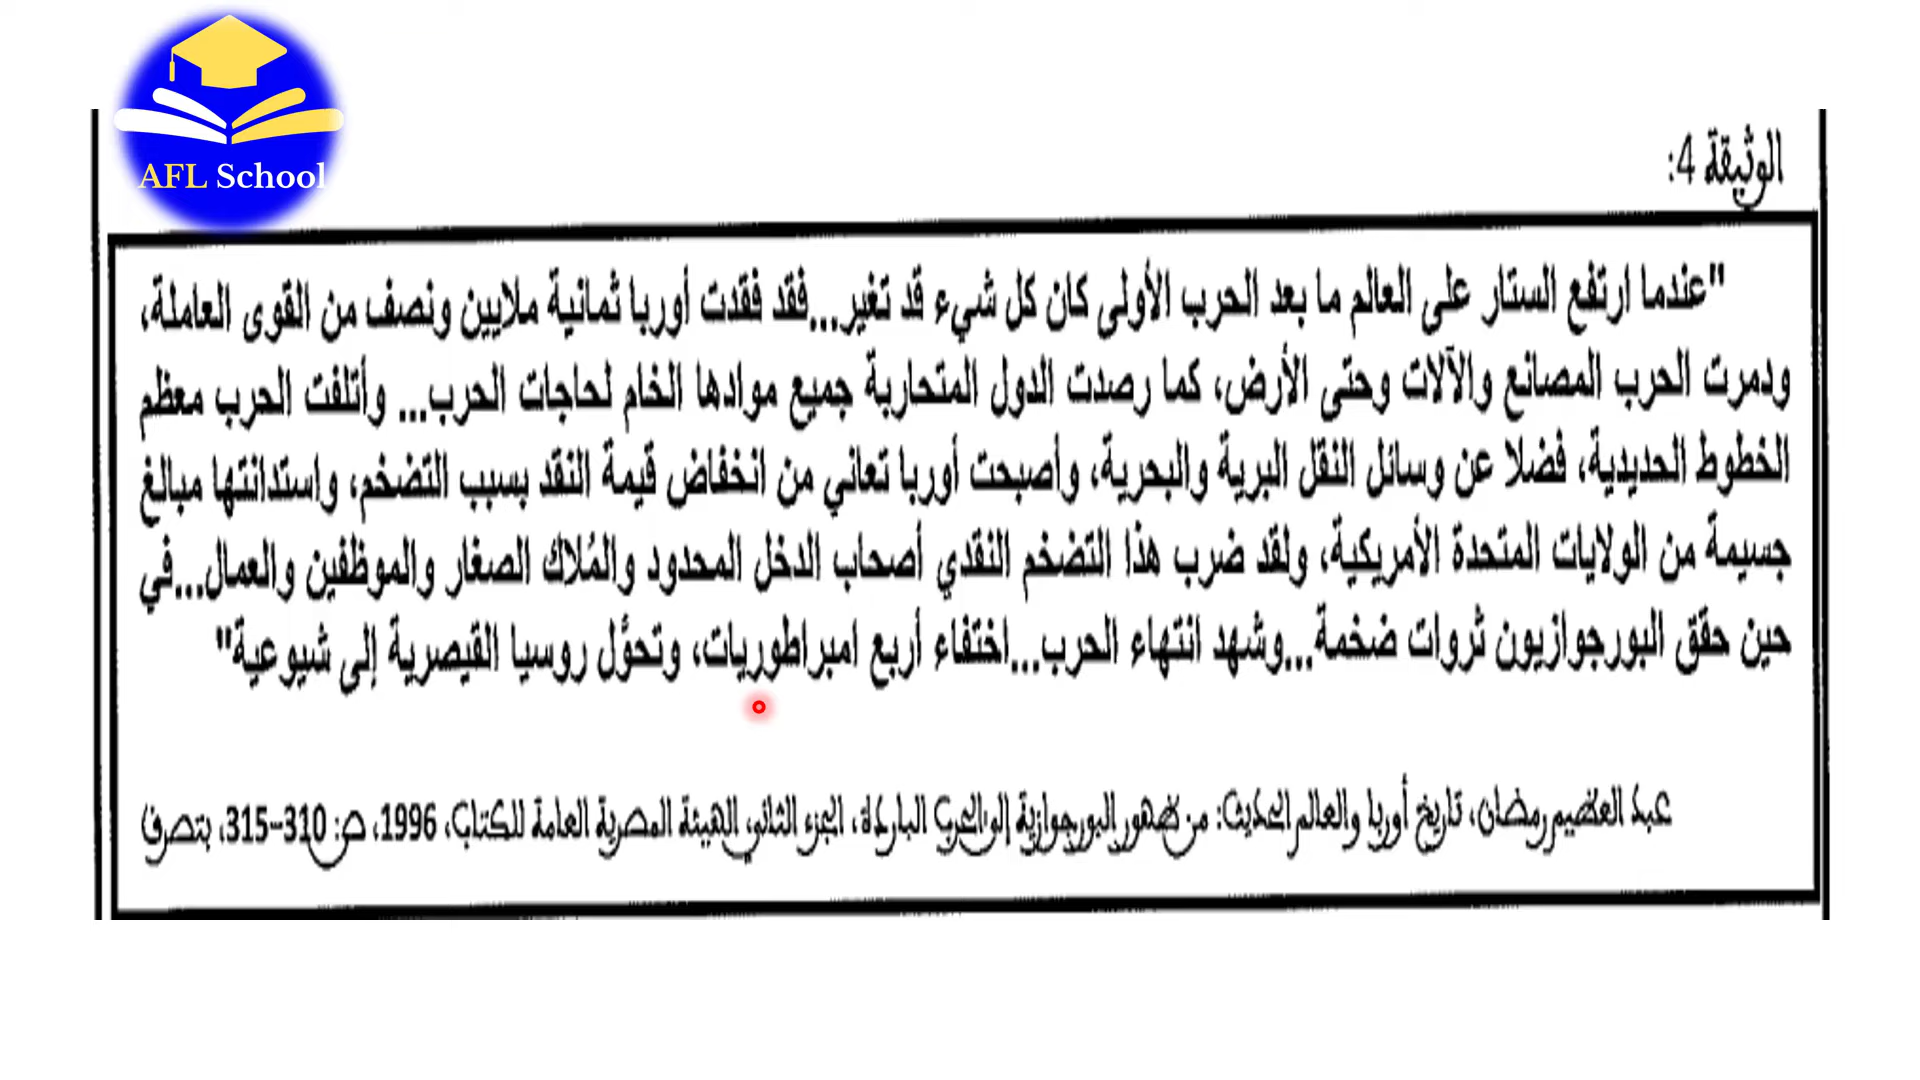 AFL School
الوثيقة 4:
"عندما ارتفع الستار على العالم ما بعد الحرب الأولى كان كل شيء قد تغير...فقد فقدت أوربا ثمانية ملايين ونصف من القوى العاملة،
ودمرت الحرب المصانع والآلات وحتى الأرض، كما رصدت الدول المتحاربة جميع موادها الخام لحاجات الحرب... وأتلفت الحرب معظم
الخطوط الحديدية، فضلا عن وسائل النقل البرية والبحرية، وأصبحت أوربا تعاني من انخفاض قيمة النقد بسبب التضخم، واستدانتها مبالغ
جسيمة من الولايات المتحدة الأمريكية، ولقد ضرب هذا التضخم النقدي أصحاب الدخل المحدود والمُلاك الصغار والموظفين والعمال...في
حين حقق البورجوازيون ثروات ضخمة...وشهد انتهاء الحرب...اختفاء أربع امبراطوريات، وتحوُّل روسيا القيصرية إلى شيوعية"
عبد العظيم رمضان، تاريخ أوربا والعالم الحديث: من ظهور البورجوازية إلى الحرب الباردة، الجزء الثاني، الهيئة المصرية العامة للكتاب، 1996، ص: 310-315، بتصرف